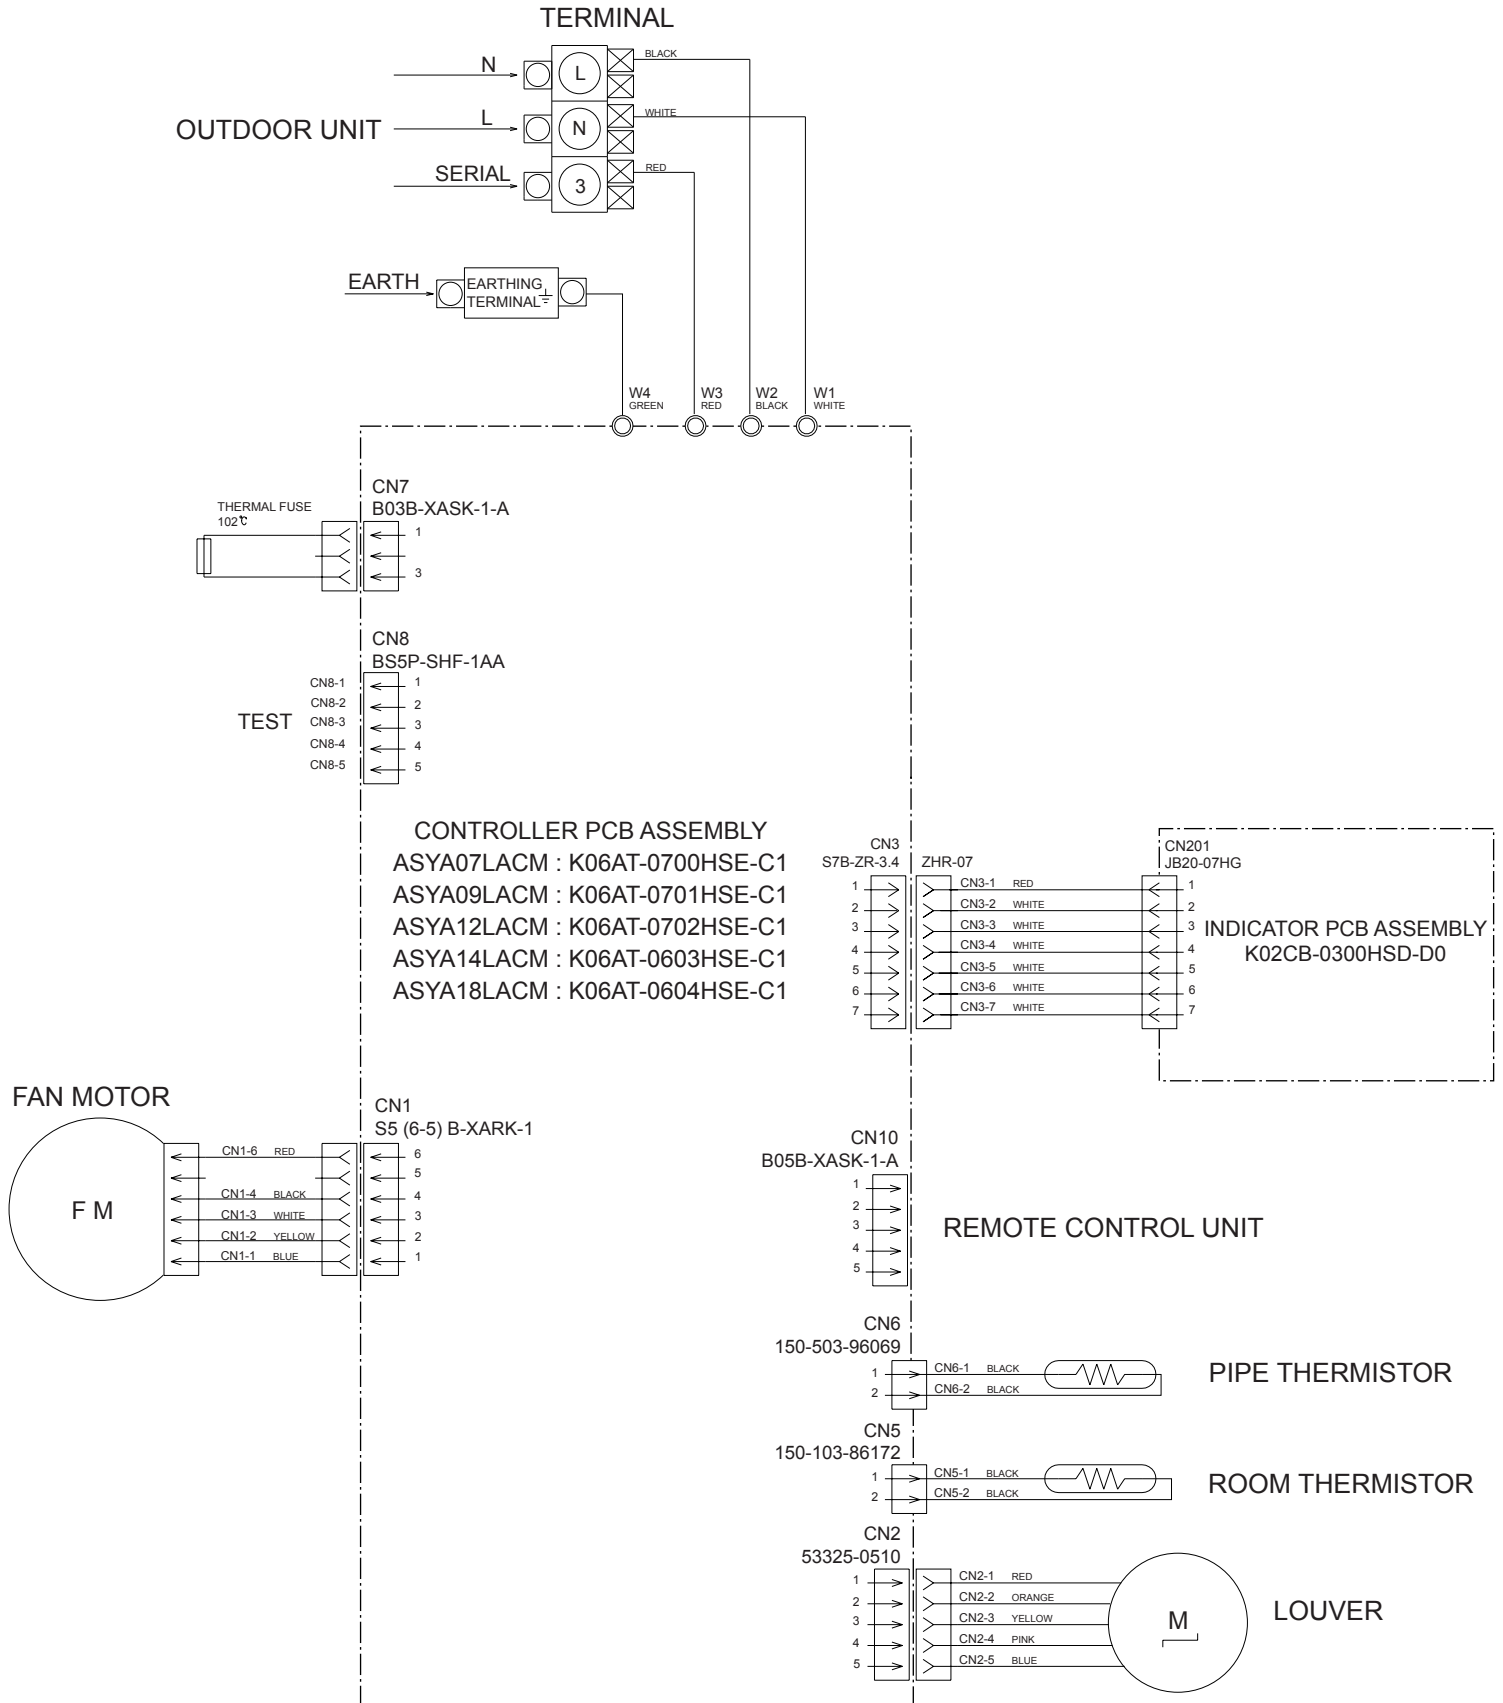 TERMINAL
N
L
BLACK
OUTDOOR UNIT
L
N
WHITE
SERIAL
3
RED
EARTH
EARTHING
TERMINAL
W4
GREEN
W3
RED
W2
BLACK
W1
WHITE
CN7
B03B-XASK-1-A
THERMAL FUSE
102℃
1
3
CN8
BS5P-SHF-1AA
TEST
CN8-1
1
CN8-2
2
CN8-3
3
CN8-4
4
CN8-5
5
CONTROLLER PCB ASSEMBLY
ASYA07LACM : K06AT-0700HSE-C1
ASYA09LACM : K06AT-0701HSE-C1
ASYA12LACM : K06AT-0702HSE-C1
ASYA14LACM : K06AT-0603HSE-C1
ASYA18LACM : K06AT-0604HSE-C1
CN3
S7B-ZR-3.4
ZHR-07
CN201
JB20-07HG
1 CN3-1 RED 1
2 CN3-2 WHITE 2
3 CN3-3 WHITE 3
4 CN3-4 WHITE 4
5 CN3-5 WHITE 5
6 CN3-6 WHITE 6
7 CN3-7 WHITE 7
INDICATOR PCB ASSEMBLY
K02CB-0300HSD-D0
FAN MOTOR
F M
CN1
S5 (6-5) B-XARK-1
CN1-6 RED 6
5
CN1-4 BLACK 4
CN1-3 WHITE 3
CN1-2 YELLOW 2
CN1-1 BLUE 1
CN10
B05B-XASK-1-A
1
2
3
4
5
REMOTE CONTROL UNIT
CN6
150-503-96069
1 CN6-1 BLACK
2 CN6-2 BLACK
PIPE THERMISTOR
CN5
150-103-86172
1 CN5-1 BLACK
2 CN5-2 BLACK
ROOM THERMISTOR
CN2
53325-0510
1 CN2-1 RED
2 CN2-2 ORANGE
3 CN2-3 YELLOW
4 CN2-4 PINK
5 CN2-5 BLUE
M
LOUVER